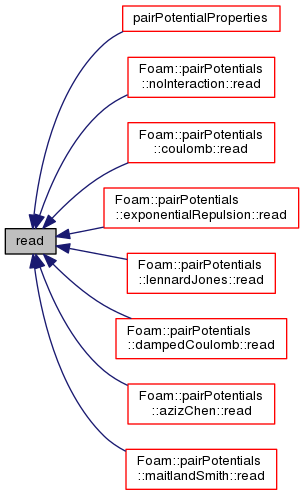 pairPotentialProperties
Foam::pairPotentials
::noInteraction::read
Foam::pairPotentials
::coulomb::read
read
Foam::pairPotentials
::exponentialRepulsion::read
Foam::pairPotentials
::lennardJones::read
Foam::pairPotentials
::dampedCoulomb::read
Foam::pairPotentials
::azizChen::read
Foam::pairPotentials
::maitlandSmith::read